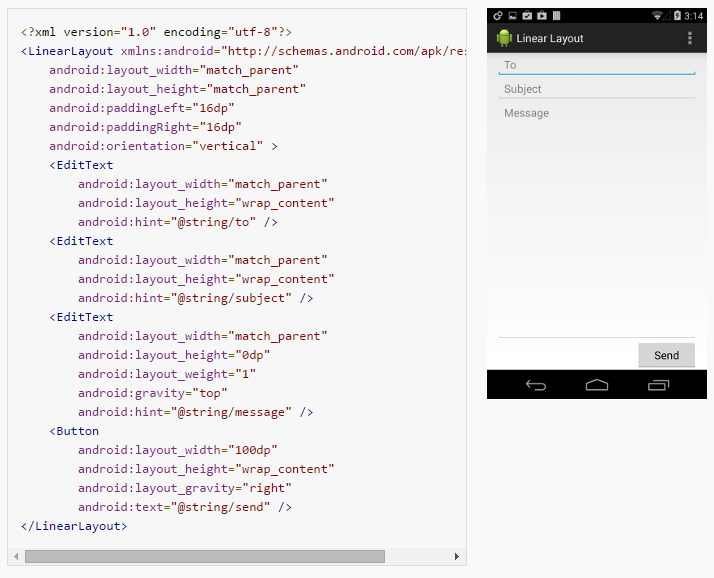 <?xml version="1.0" encoding="utf-8"?>
<LinearLayout xmlns:android="http://schemas.android.com/apk/res
    android:layout_width="match_parent"
    android:layout_height="match_parent"
    android:paddingLeft="16dp"
    android:paddingRight="16dp"
    android:orientation="vertical" >
    <EditText
        android:layout_width="match_parent"
        android:layout_height="wrap_content"
        android:hint="@string/to" />
    <EditText
        android:layout_width="match_parent"
        android:layout_height="wrap_content"
        android:hint="@string/subject" />
    <EditText
        android:layout_width="match_parent"
        android:layout_height="0dp"
        android:layout_weight="1"
        android:gravity="top"
        android:hint="@string/message" />
    <Button
        android:layout_width="100dp"
        android:layout_height="wrap_content"
        android:layout_gravity="right"
        android:text="@string/send" />
</LinearLayout>
3:14
Linear Layout
To
Subject
Message
Send